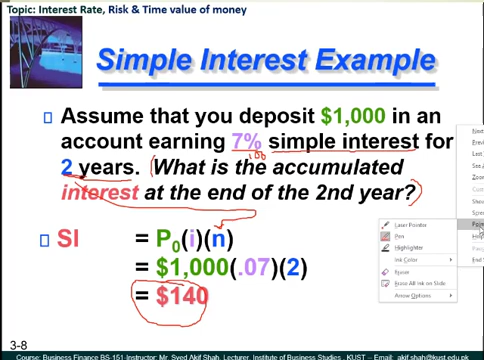 Topic: Interest Rate, Risk & Time value of money
Simple Interest Example
Assume that you deposit $1,000 in an
account earning 7% simple interest for
100
2 years. (What is the accumulated
interest at the end of the 2nd year?)
SI = P0(i)(n)
= $1,000(.07)(2)
= $140
Laser Pointer
Pen
Highlighter
Ink Color
Eraser
Erase All Ink on Slide
Arrow Options
3-8
Course: Business Finance BS-151-Instructor: Mr. Syed Akif Shah, Lecturer, Institute of Business Studies, KUST – Email: akif.shah@kust.edu.pk